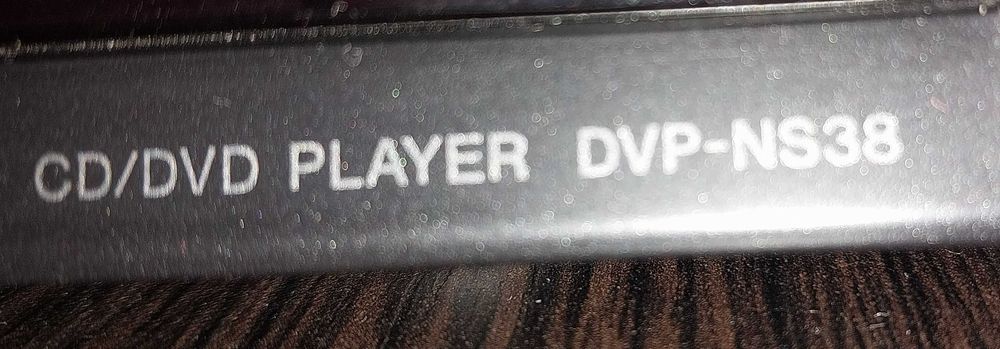 CD/DVD PLAYER DVP-NS38